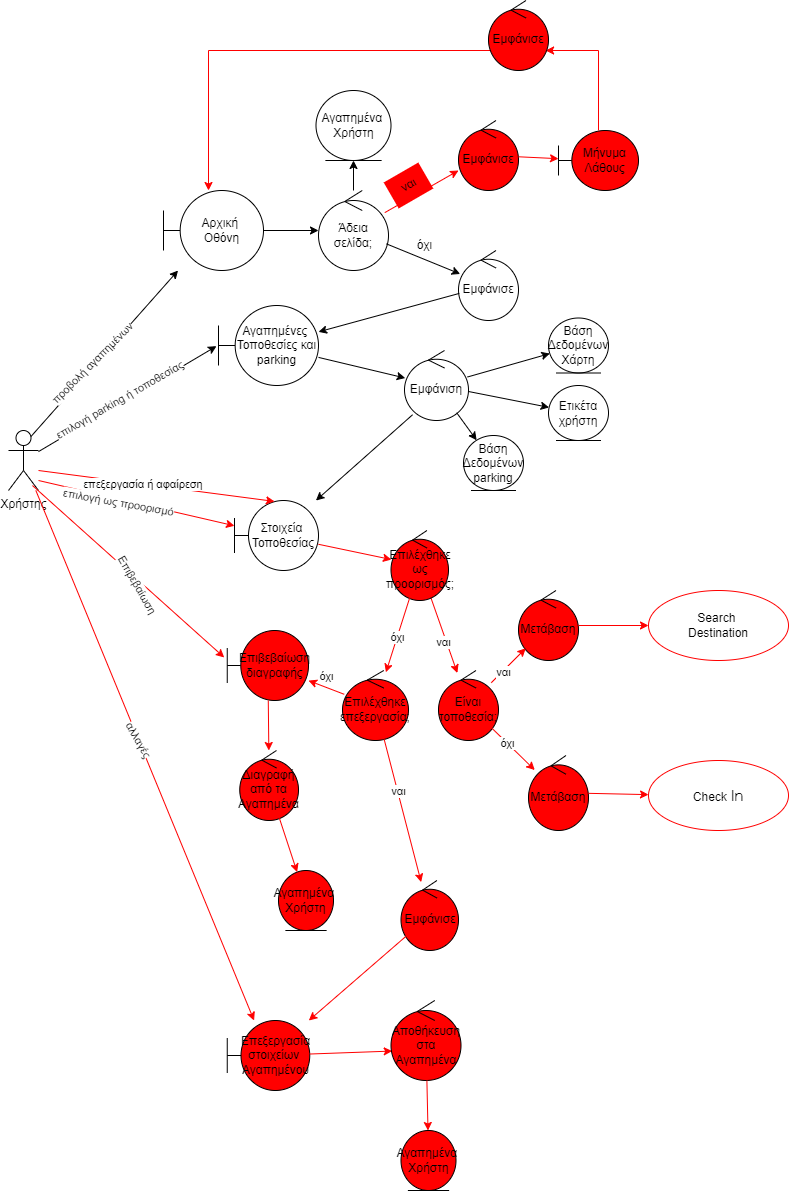 Εμφάνισε
Αγαπημένα
Χρήστη
ναι
Εμφάνισε
Μήνυμα
Λάθους
Αρχική
Οθόνη
Άδεια
σελίδα;
όχι
Εμφάνισε
προβολή αγαπημένων
Αγαπημένες
Τοποθεσίες και
parking
επιλογή parking ή τοποθεσίας
Βάση
Δεδομένων
Χάρτη
Εμφάνιση
Ετικέτα
χρήστη
Βάση
Δεδομένων
parking
Χρήστης
επεξεργασία ή αφαίρεση
επιλογή ως προορισμό
Στοιχεία
Τοποθεσίας
Επιλέχθηκε
ως
προορισμός;
Επιβεβαίωση
όχι
ναι
Μετάβαση
Search
Destination
Επιβεβαίωση
διαγραφής
όχι
Επιλέχθηκε
επεξεργασία;
Είναι
τοποθεσία
ναι
όχι
αλλαγές
Διαγραφή
από τα
Αγαπημένα
ναι
Μετάβαση
Check In
Αγαπημένα
Χρήστη
Εμφάνισε
Επεξεργασία
στοιχείων
Αγαπημένου
Αποθήκευση
στα
Αγαπημένα
Αγαπημένα
Χρήστη